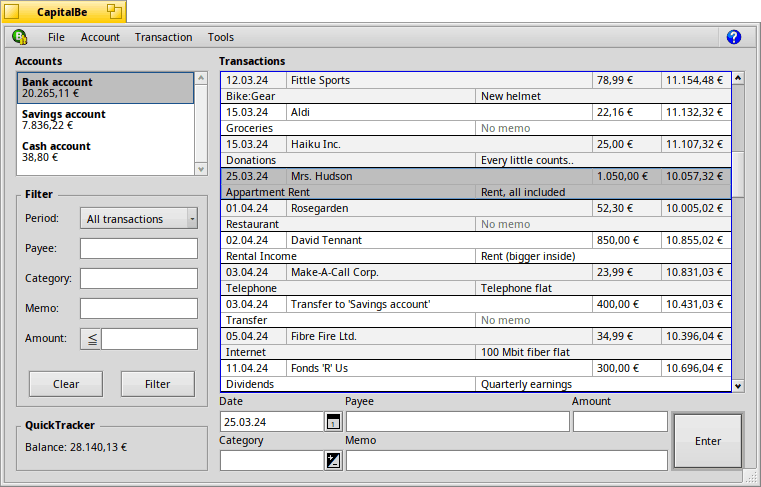 CapitalBe
File Account Transaction Tools
Accounts
Bank account
20.265,11 €
Savings account
7.836,22 €
Cash account
38,80 €
Filter
Period: All transactions
Payee:
Category:
Memo:
Amount: ≦
Clear Filter
QuickTracker
Balance: 28.140,13 €
Transactions
12.03.24 Fittle Sports 78,99 € 11.154,48 €
Bike:Gear New helmet
15.03.24 Aldi 22,16 € 11.132,32 €
Groceries No memo
15.03.24 Haiku Inc. 25,00 € 11.107,32 €
Donations Every little counts..
25.03.24 Mrs. Hudson 1.050,00 € 10.057,32 €
Appartment Rent Rent, all included
01.04.24 Rosegarden 52,30 € 10.005,02 €
Restaurant No memo
02.04.24 David Tennant 850,00 € 10.855,02 €
Rental Income Rent (bigger inside)
03.04.24 Make-A-Call Corp. 23,99 € 10.831,03 €
Telephone Telephone flat
03.04.24 Transfer to 'Savings account' 400,00 € 10.431,03 €
Transfer No memo
05.04.24 Fibre Fire Ltd. 34,99 € 10.396,04 €
Internet 100 Mbit fiber flat
11.04.24 Fonds 'R' Us 300,00 € 10.696,04 €
Dividends Quarterly earnings
Date Payee Amount
25.03.24
Category Memo
Enter